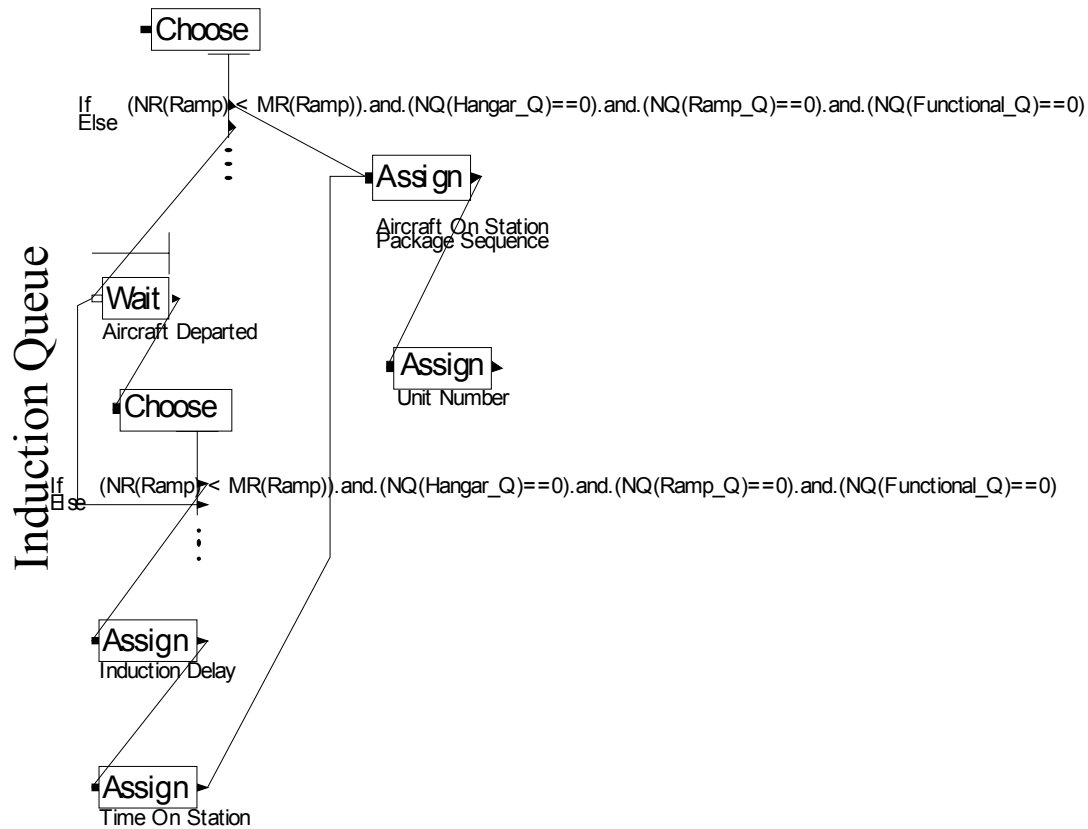 Choose
If (NR(Ramp) < MR(Ramp)).and.(NQ(Hangar_Q)==0).and.(NQ(Ramp_Q)==0).and.(NQ(Functional_Q)==0)
Else
Assign
Aircraft On Station
Package Sequence
Induction Queue
Wait
Aircraft Departed
Assign
Unit Number
Choose
If (NR(Ramp) < MR(Ramp)).and.(NQ(Hangar_Q)==0).and.(NQ(Ramp_Q)==0).and.(NQ(Functional_Q)==0)
Else
Assign
Induction Delay
Assign
Time On Station